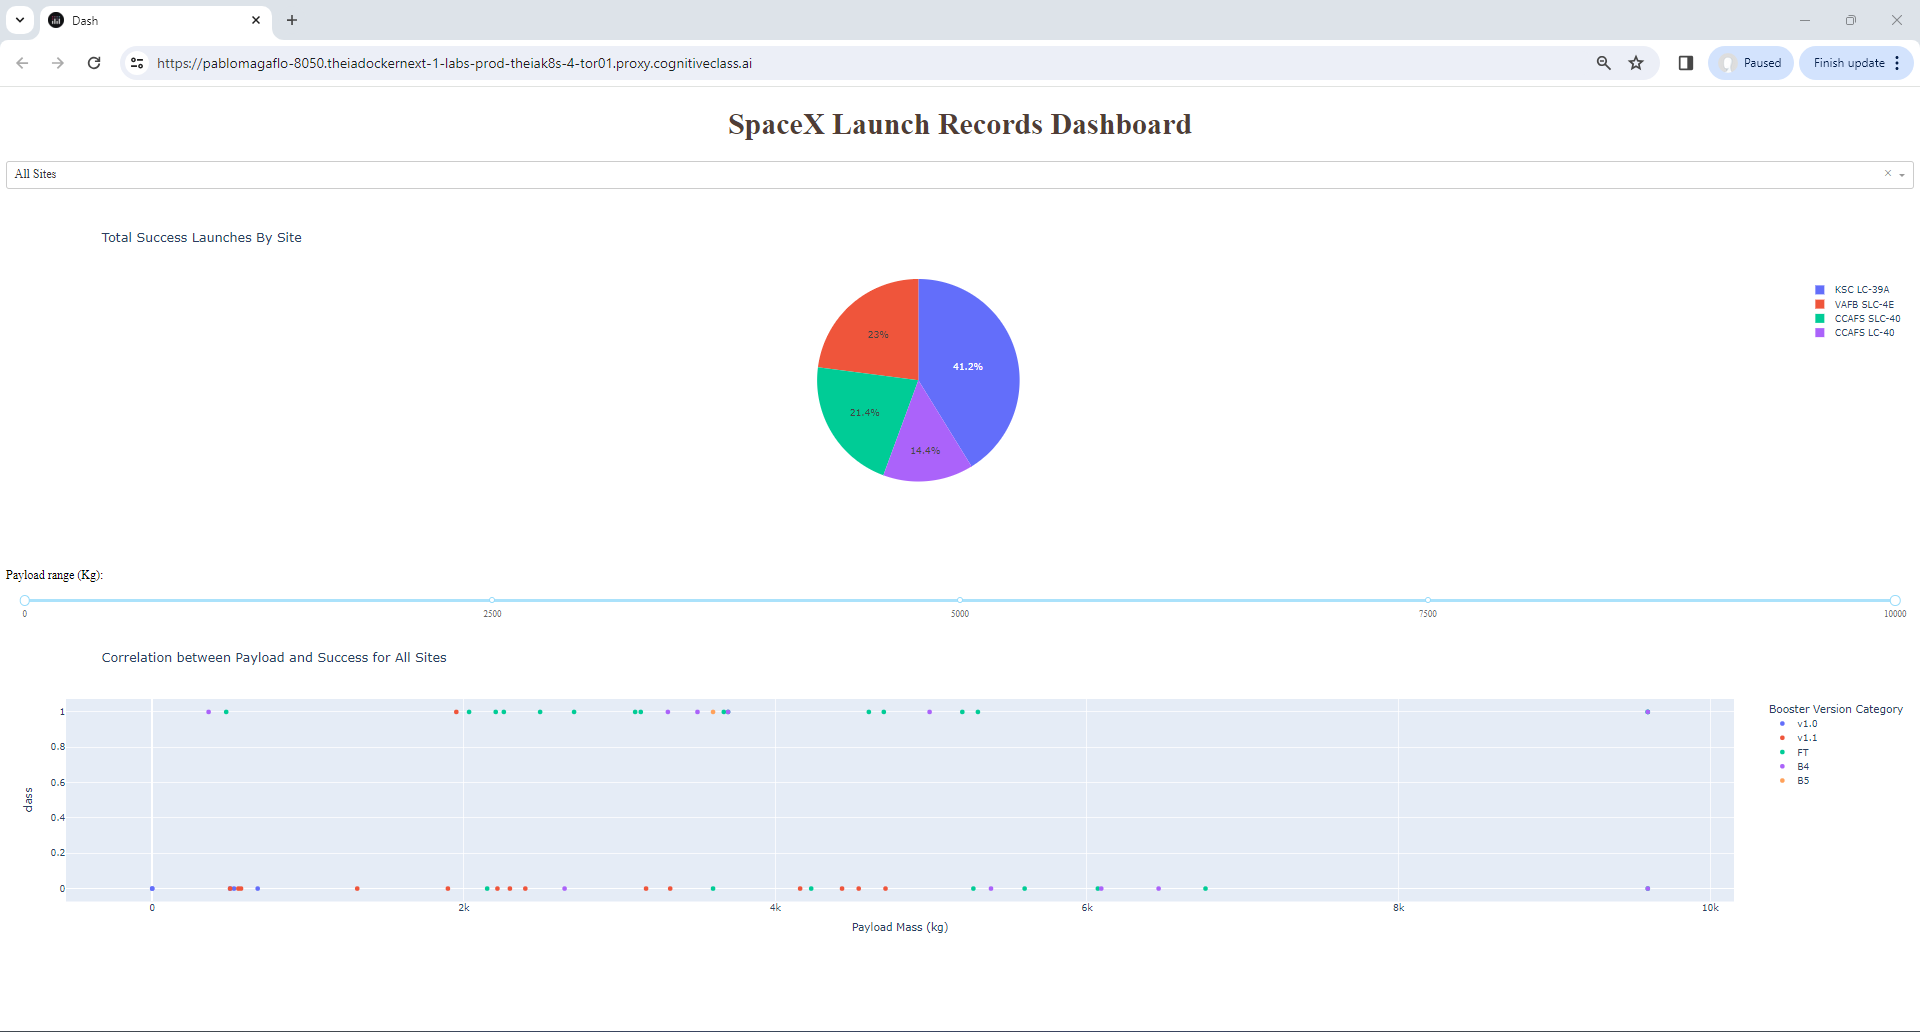 Dash
https://pablomagaflo-8050.theiadockernext-1-labs-prod-theiak8s-4-tor01.proxy.cognitiveclass.ai
Paused
Finish update
SpaceX Launch Records Dashboard
All Sites
Total Success Launches By Site
KSC LC-39A
VAFB SLC-4E
CCAFS SLC-40
CCAFS LC-40
23%
41.2%
21.4%
14.4%
Payload range (Kg):
0 2500 5000 7500 10000
Correlation between Payload and Success for All Sites
Booster Version Category
v1.0
v1.1
FT
B4
B5
1
0.8
0.6
0.4
0.2
0
class
0 2k 4k 6k 8k 10k
Payload Mass (kg)